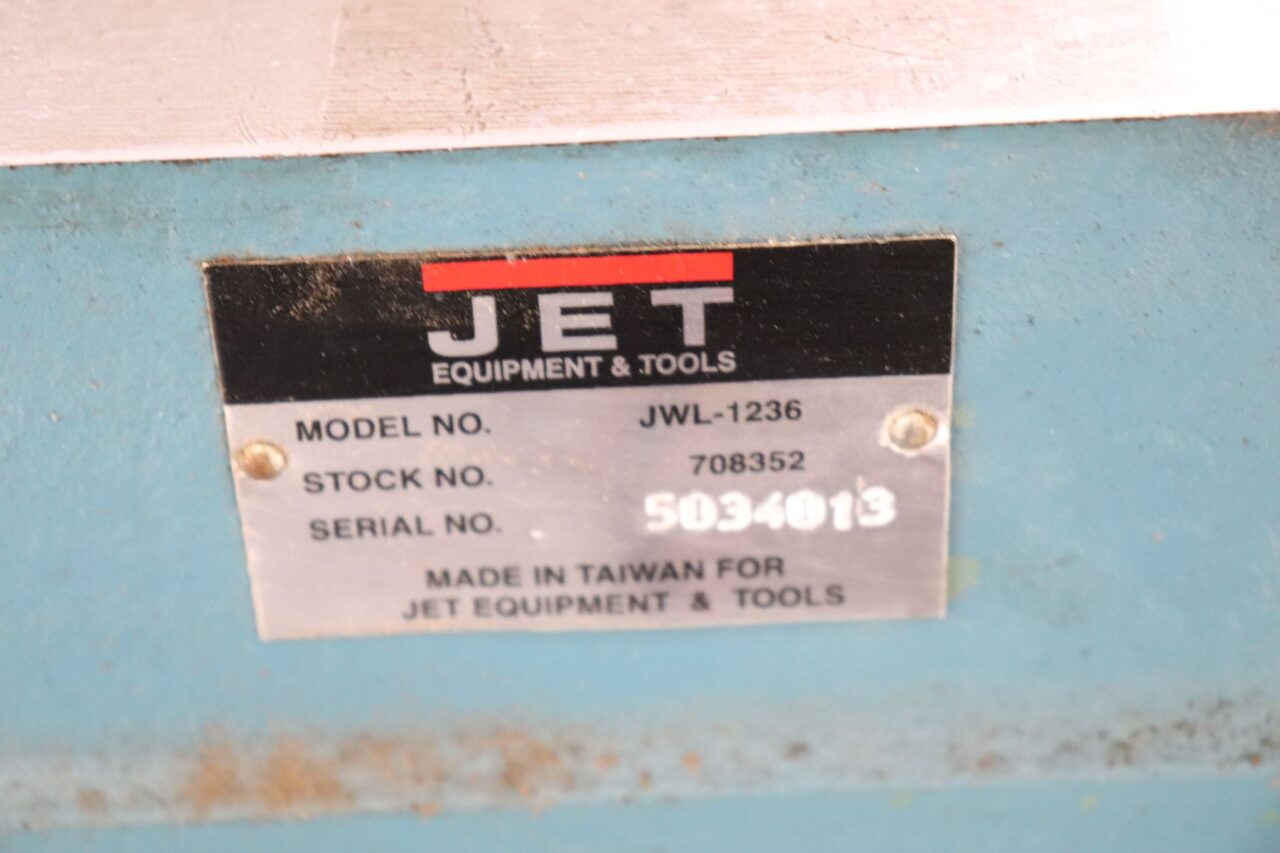 JET
EQUIPMENT & TOOLS
MODEL NO. JWL-1236
STOCK NO. 708352
SERIAL NO. 5034013
MADE IN TAIWAN FOR
JET EQUIPMENT & TOOLS